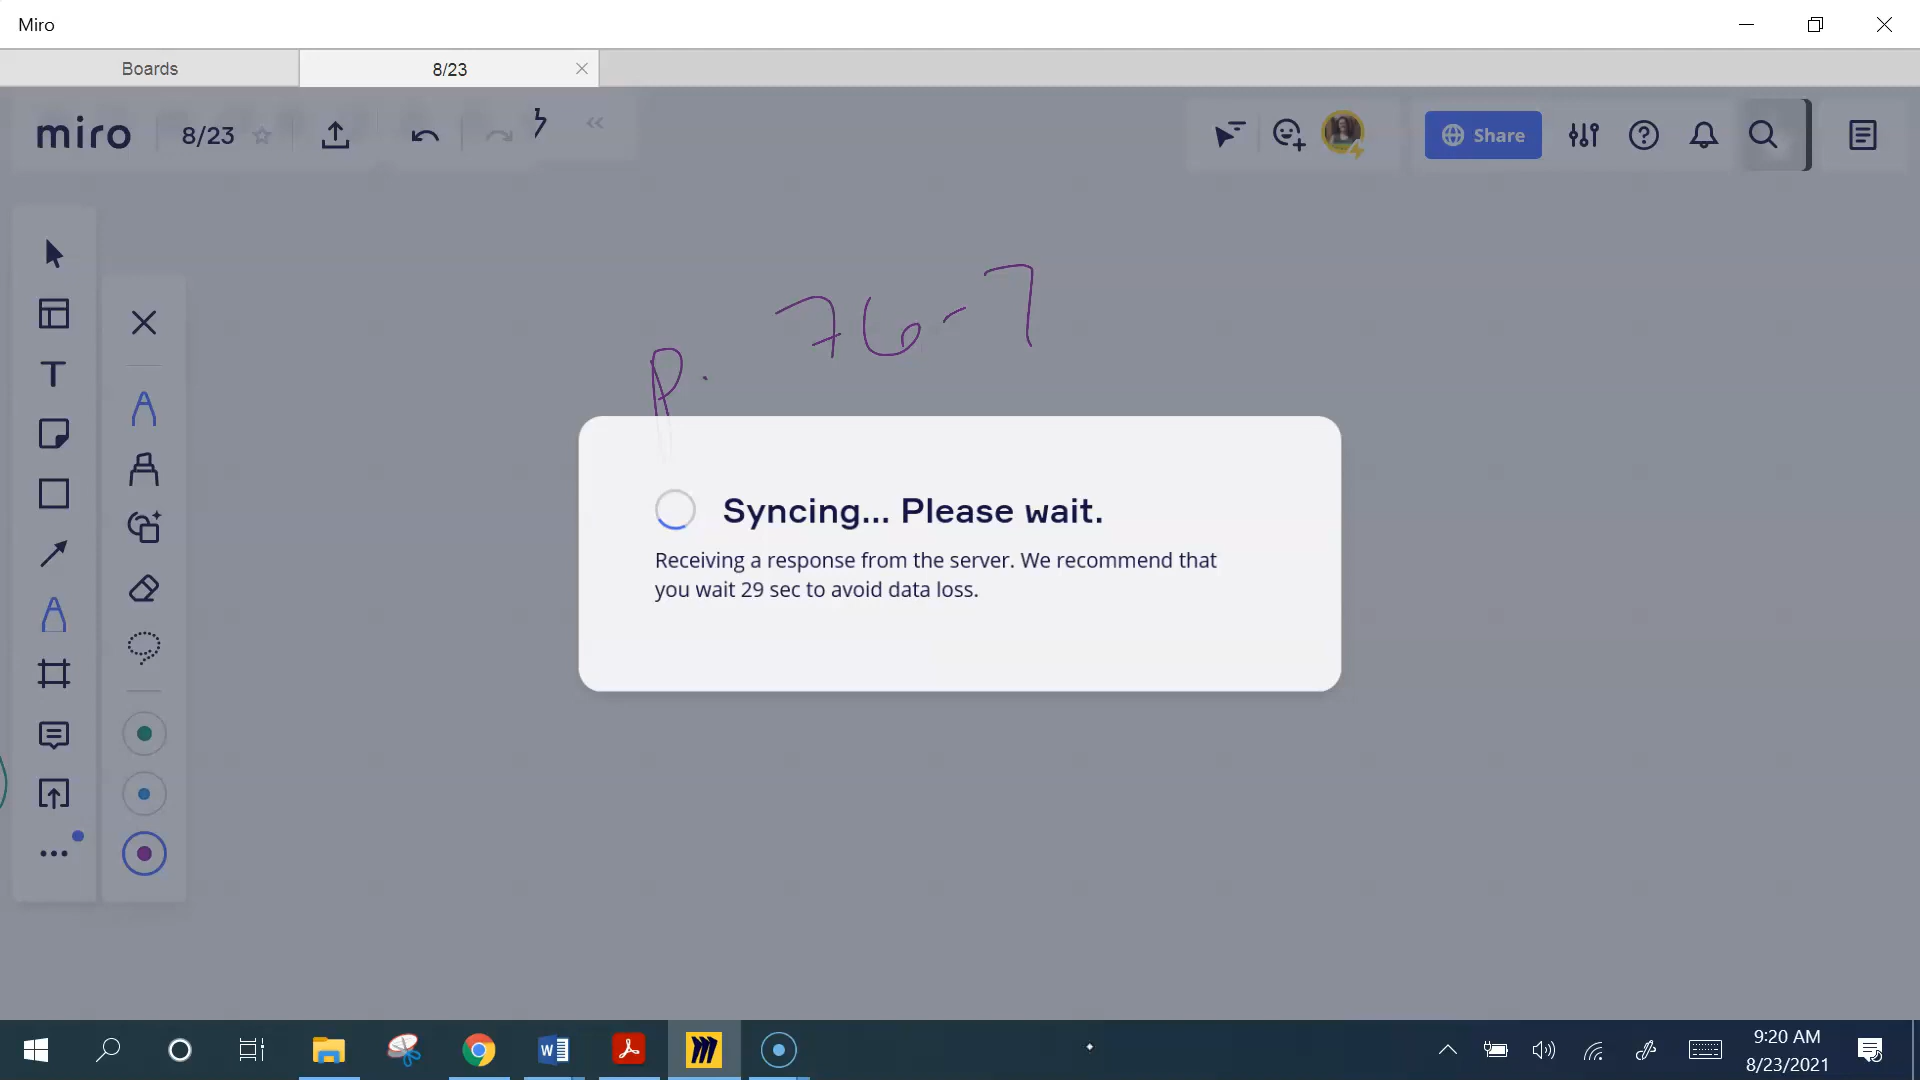 Miro
Boards
8/23
miro
8/23
Share
p. 76-7
Syncing... Please wait.
Receiving a response from the server. We recommend that
you wait 29 sec to avoid data loss.
9:20 AM
8/23/2021